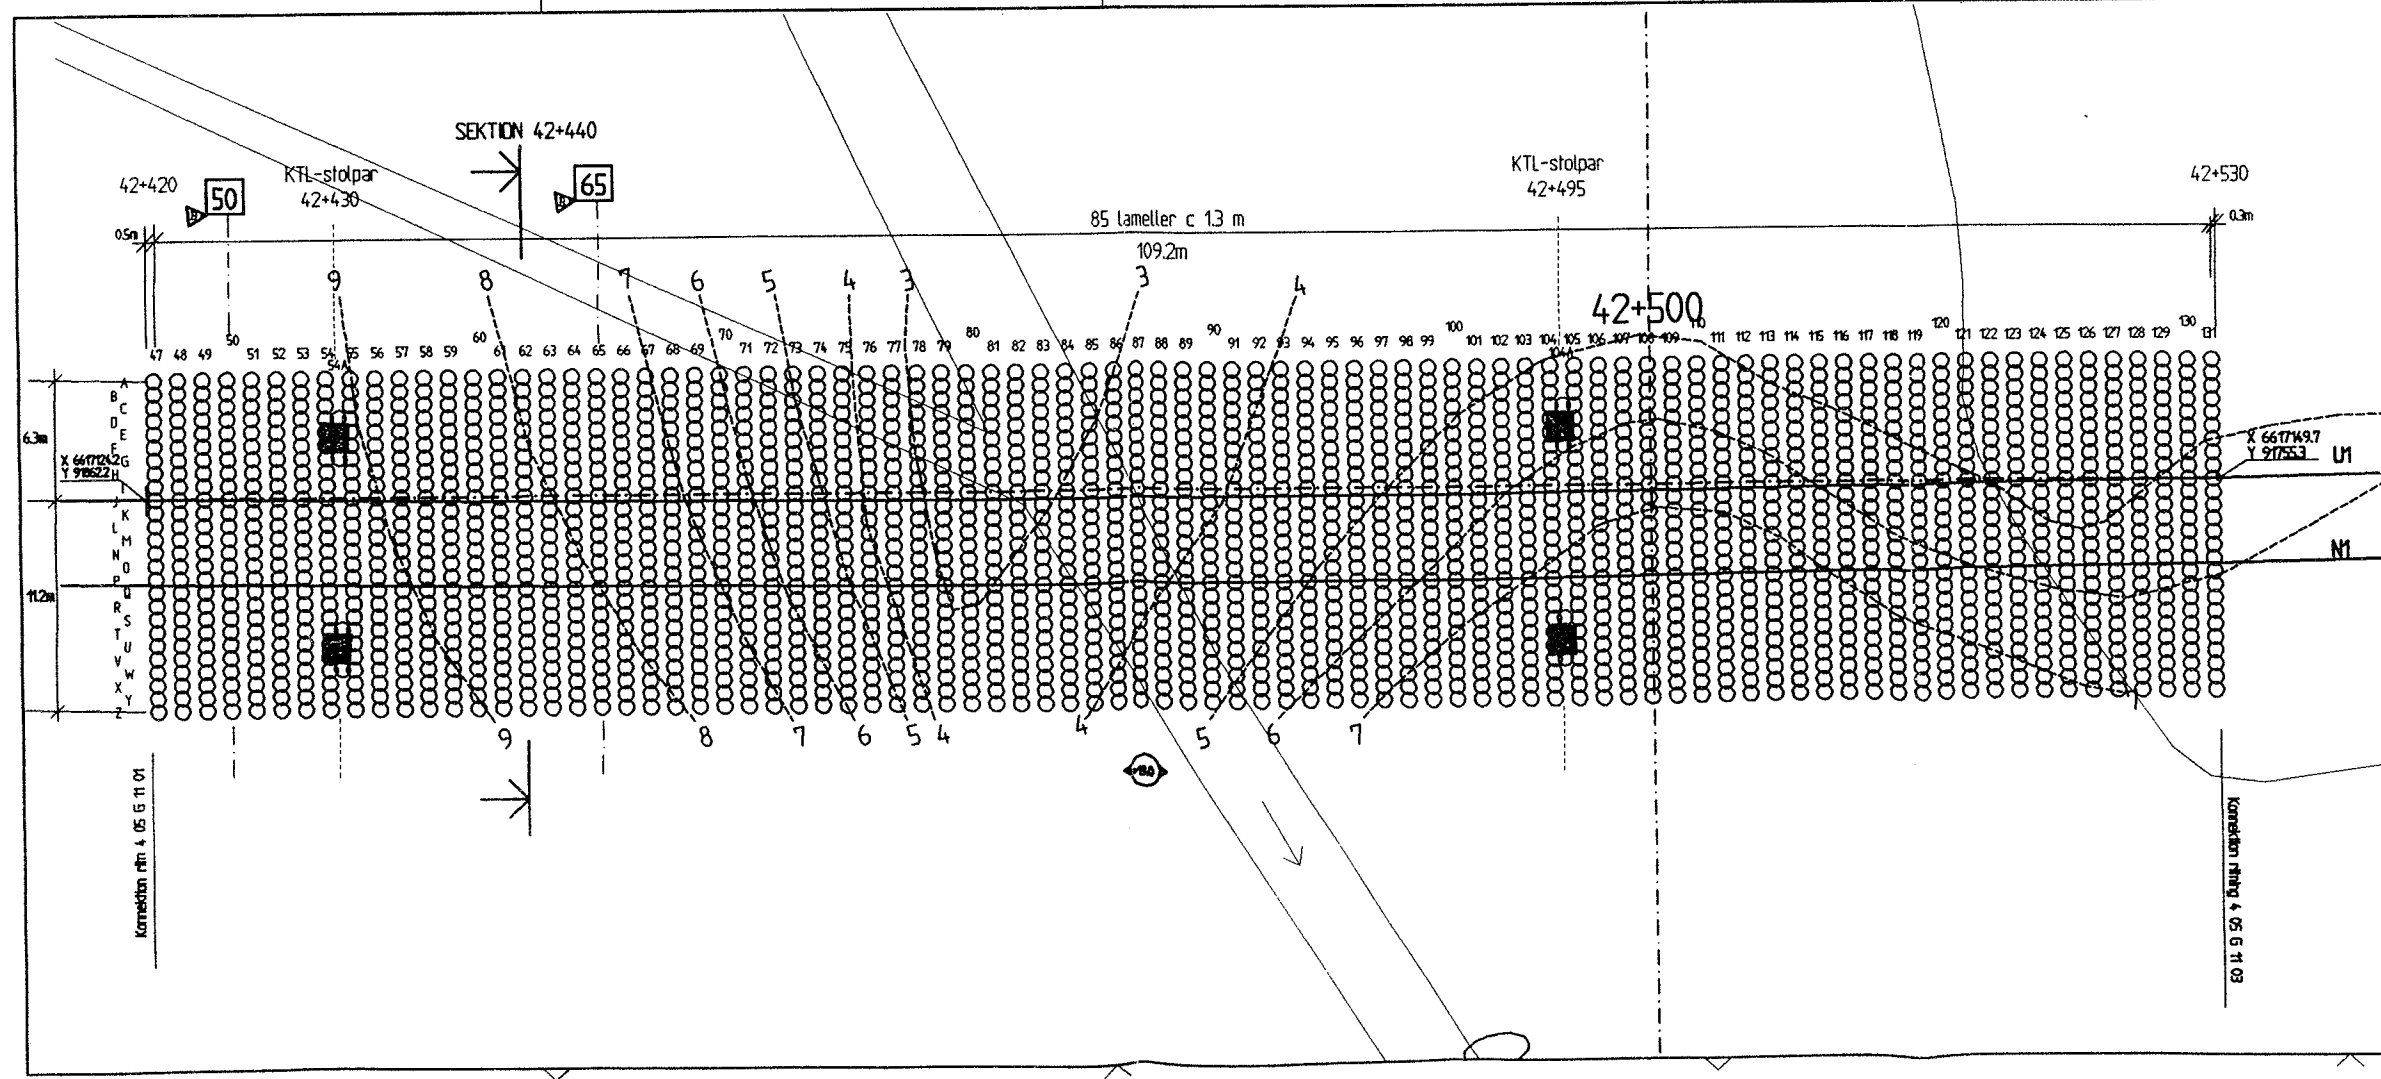 SEKTION 42+440
42+420
50
KTL-stolpar
42+430
65
KTL-stolpar
42+495
42+530
0.5m
85 lameller c 1.3 m
0.3m
109.2m
9 8 7 6 5 4 3 3 4
42+500
47 48 49 50 51 52 53 54 55 56 57 58 59 60 61 62 63 64 65 66 67 68 69 70 71 72 73 74 75 76 77 78 79 80 81 82 83 84 85 86 87 88 89 90 91 92 93 94 95 96 97 98 99 100 101 102 103 104 105 106 107 108 109 110 111 112 113 114 115 116 117 118 119 120 121 122 123 124 125 126 127 128 129 130 131
54A 104A
A
B
C
D
E
F
G
H
I
J
K
L
M
N
O
P
Q
R
S
T
U
V
W
X
Y
Z
6.3m
X 6617124.2
Y 91862.2
X 6617149.7
Y 91755.3
U1
N1
11.2m
9 8 7 6 5 4 4 5 6 7 7
Konnektion ritn 4 05 G 11 01
Konnektion ritning 4 05 G 11 03